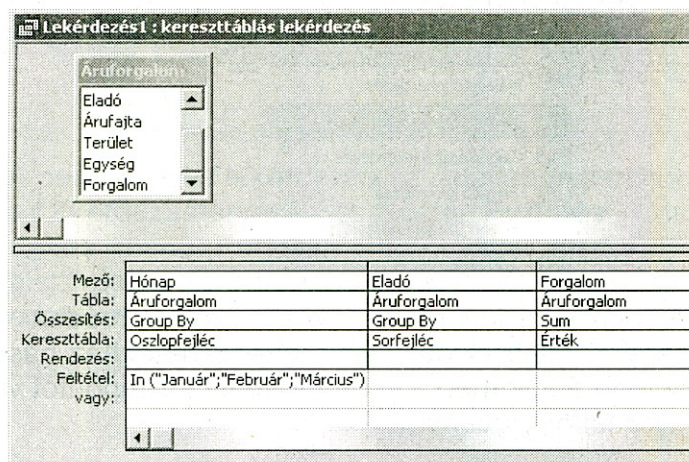 Lekérdezés1 : kereszttáblás lekérdezés
Áruforgalom
Eladó
Árufajta
Terület
Egység
Forgalom
Mező: Hónap Eladó Forgalom
Tábla: Áruforgalom Áruforgalom Áruforgalom
Összesítés: Group By Group By Sum
Kereszttábla: Oszlopfejléc Sorfejléc Érték
Rendezés:
Feltétel: In ("Január";"Február";"Március")
vagy: